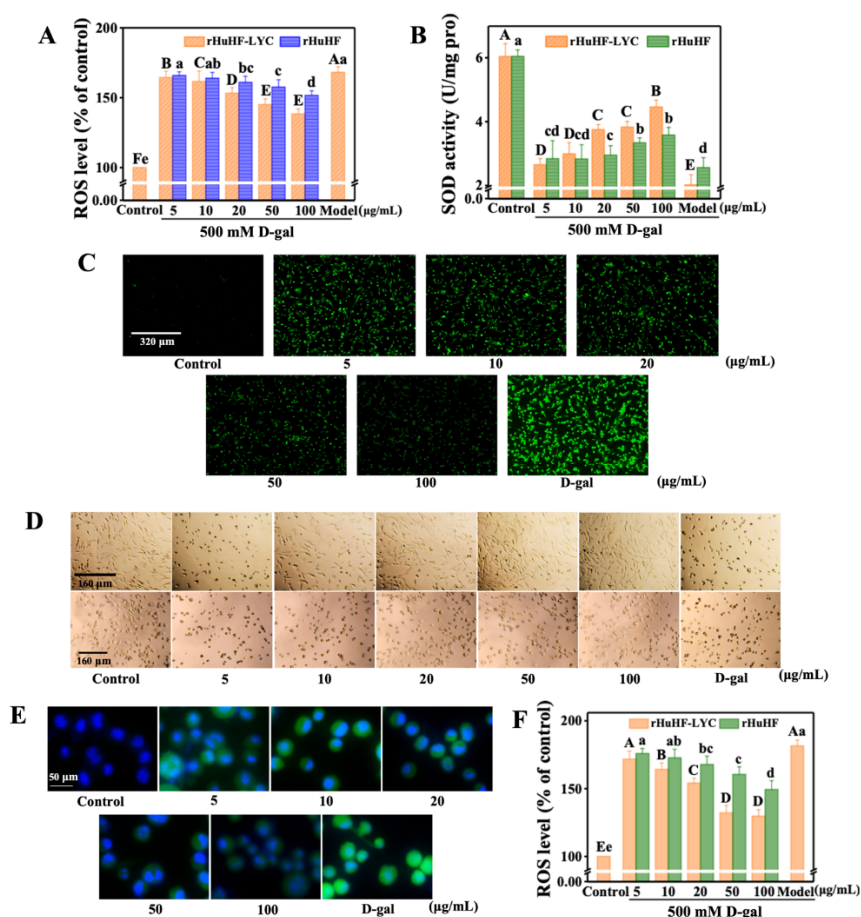 A
rHuHF-LYC rHuHF
ROS level (% of control)
200
150
100
0.00
Fe B a C ab D bc E c E d Aa
Control 5 10 20 50 100 Model (μg/mL)
500 mM D-gal
B
rHuHF-LYC rHuHF
SOD activity (U/mg pro)
6
4
2
0.0
A a D cd D cd C c C b B b E d
Control 5 10 20 50 100 Model (μg/mL)
500 mM D-gal
C
320 μm
Control 5 10 20 (μg/mL)
50 100 D-gal (μg/mL)
D
160 μm
160 μm
Control 5 10 20 50 100 D-gal (μg/mL)
E
50 μm
Control 5 10 20
50 100 D-gal (μg/mL)
F
rHuHF-LYC rHuHF
ROS level (% of control)
200
150
100
0.00
Ee A a B ab C bc D c D d Aa
Control 5 10 20 50 100 Model (μg/mL)
500 mM D-gal